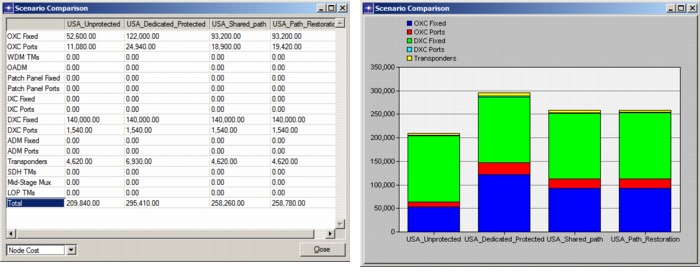 Scenario Comparison
USA_Unprotected USA_Dedicated_Protected USA_Shared_path USA_Path_Restoratic
OXC Fixed 52,600.00 122,000.00 93,200.00 93,200.00
OXC Ports 11,080.00 24,940.00 18,900.00 19,420.00
WDM TMs 0.00 0.00 0.00 0.00
OADM 0.00 0.00 0.00 0.00
Patch Panel Fixed 0.00 0.00 0.00 0.00
Patch Panel Ports 0.00 0.00 0.00 0.00
IXC Fixed 0.00 0.00 0.00 0.00
IXC Ports 0.00 0.00 0.00 0.00
DXC Fixed 140,000.00 140,000.00 140,000.00 140,000.00
DXC Ports 1,540.00 1,540.00 1,540.00 1,540.00
ADM Fixed 0.00 0.00 0.00 0.00
ADM Ports 0.00 0.00 0.00 0.00
Transponders 4,620.00 6,930.00 4,620.00 4,620.00
SDH TMs 0.00 0.00 0.00 0.00
Mid-Stage Mux 0.00 0.00 0.00 0.00
LOP TMs 0.00 0.00 0.00 0.00
Total 209,840.00 295,410.00 258,260.00 258,780.00
Node Cost
Close
Scenario Comparison
OXC Fixed
OXC Ports
DXC Fixed
DXC Ports
Transponders
350,000
300,000
250,000
200,000
150,000
100,000
50,000
0
USA_Unprotected USA_Dedicated_Protected USA_Shared_path USA_Path_Restoration